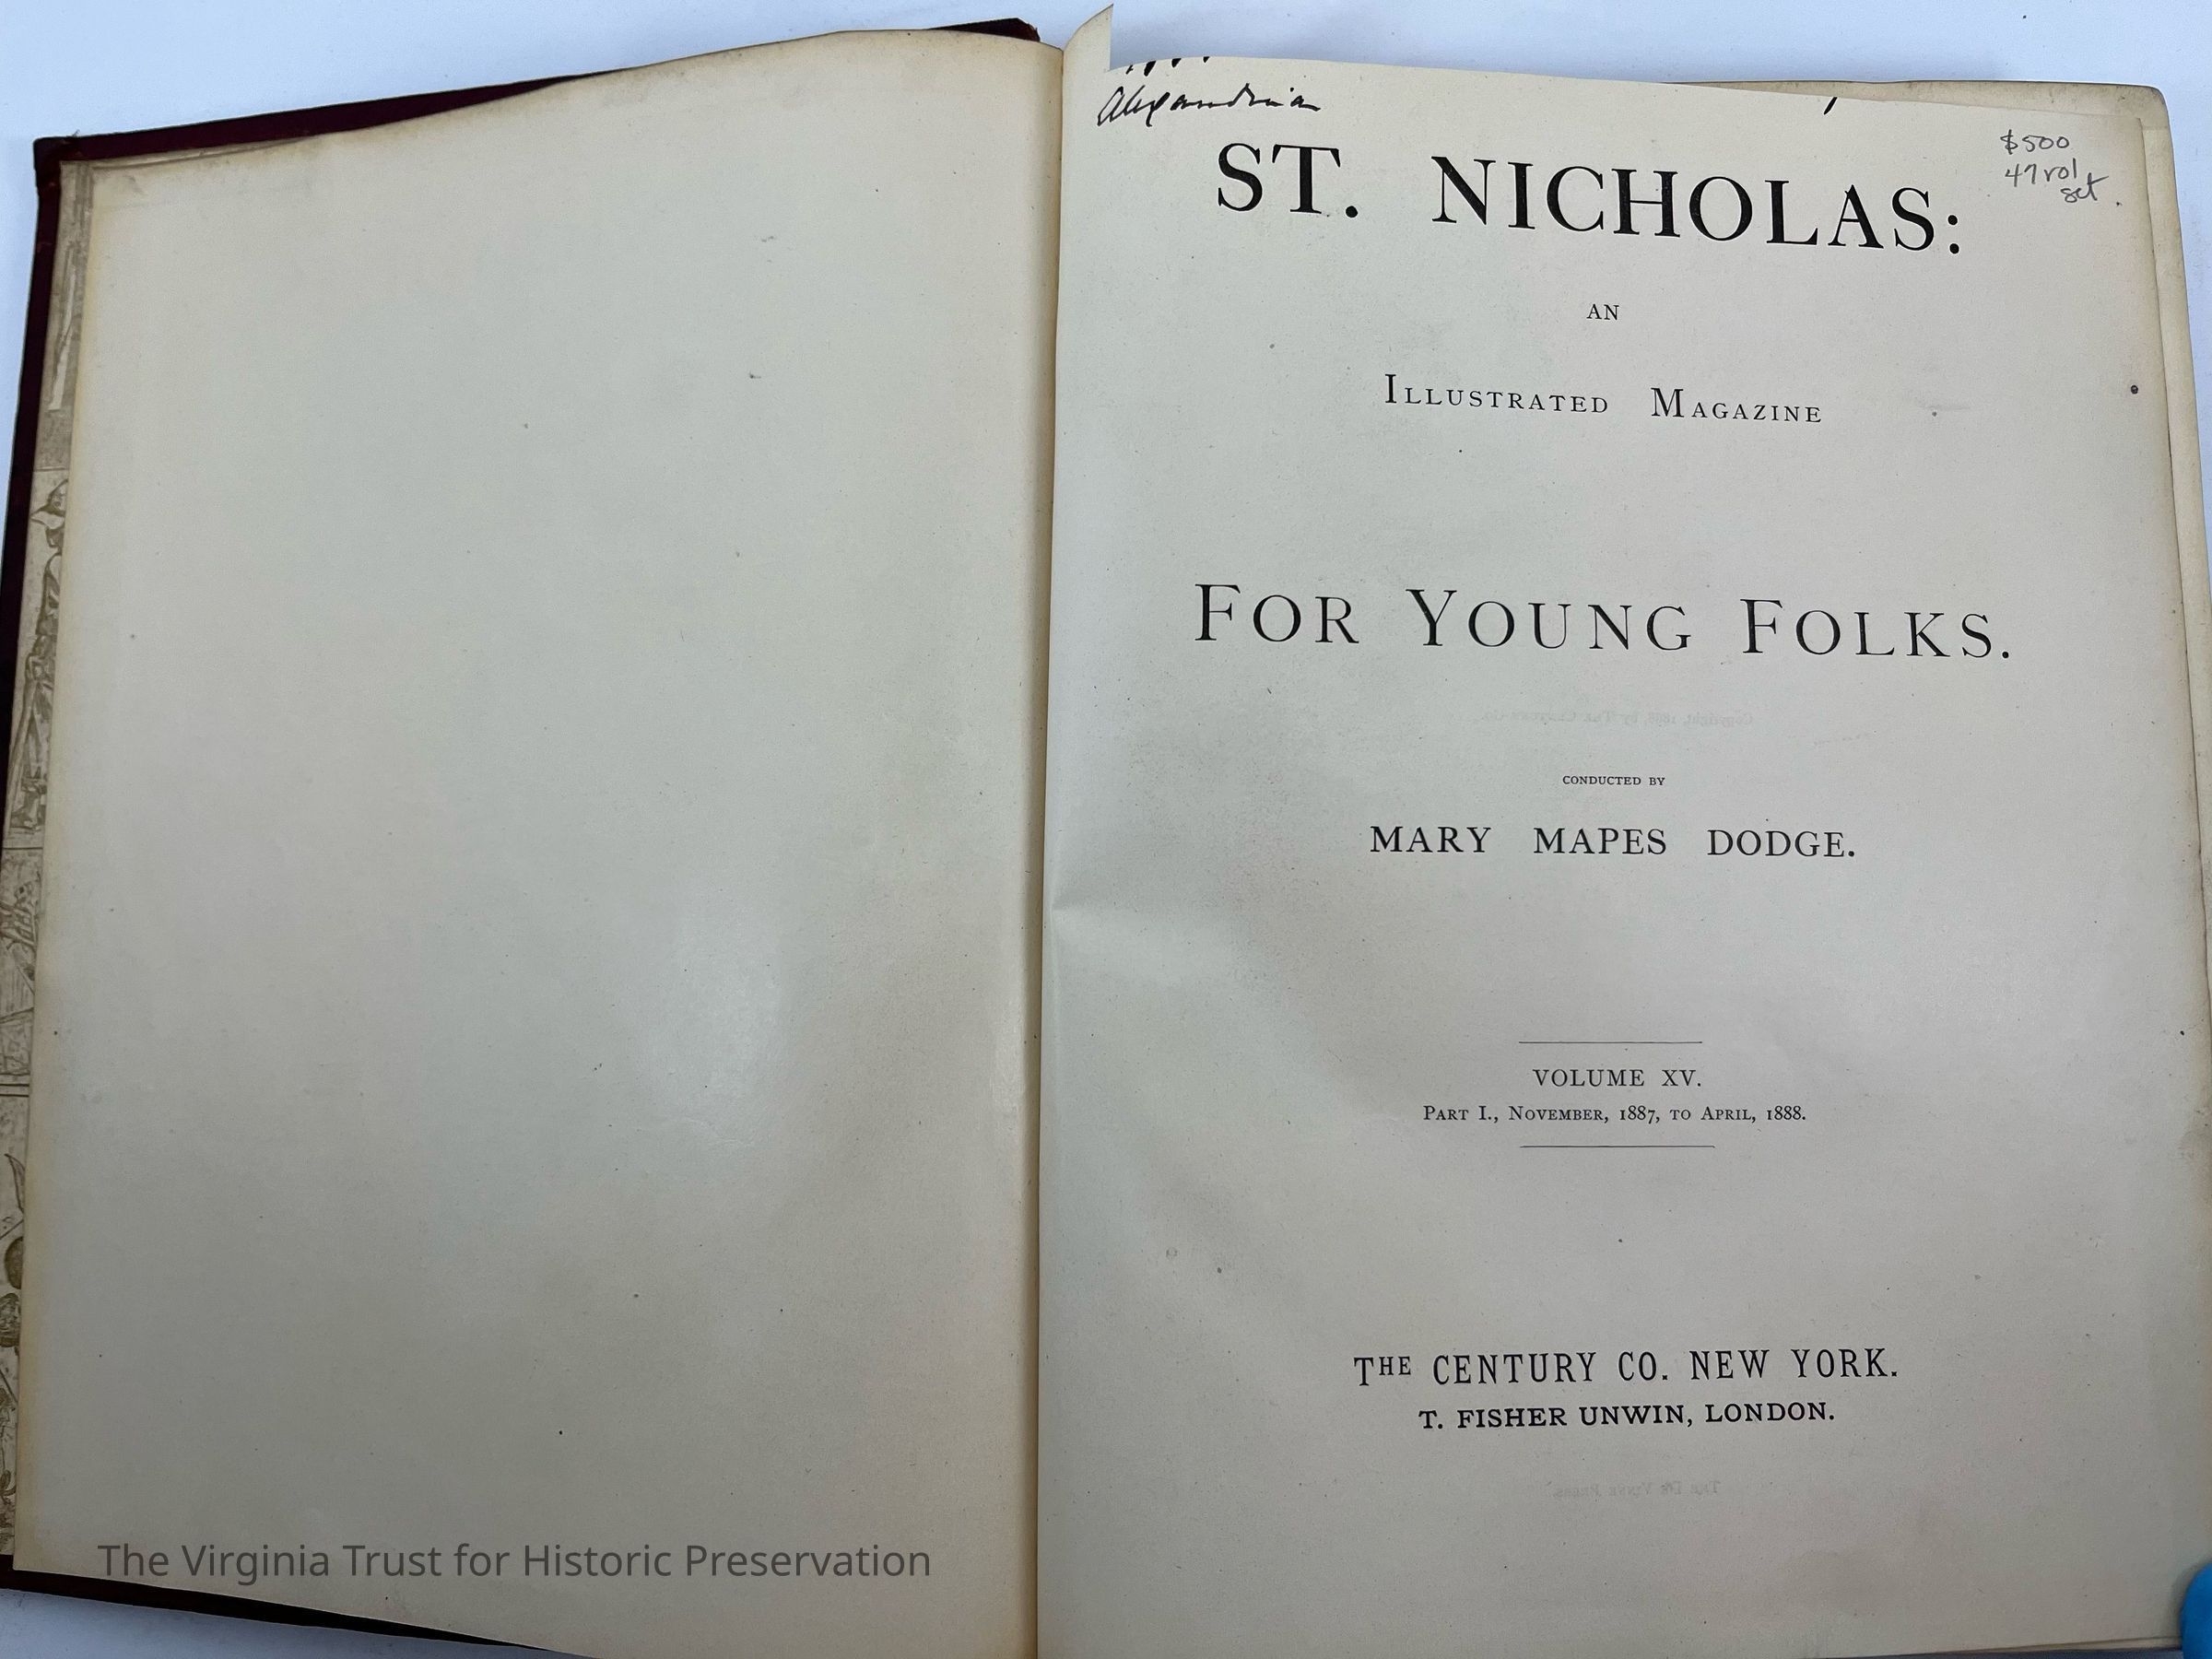 Alexandria
$500
47 vol
set
ST. NICHOLAS:
AN
ILLUSTRATED MAGAZINE
FOR YOUNG FOLKS.
CONDUCTED BY
MARY MAPES DODGE.
VOLUME XV.
PART I., NOVEMBER, 1887, TO APRIL, 1888.
THE CENTURY CO. NEW YORK.
T. FISHER UNWIN, LONDON.
The Virginia Trust for Historic Preservation